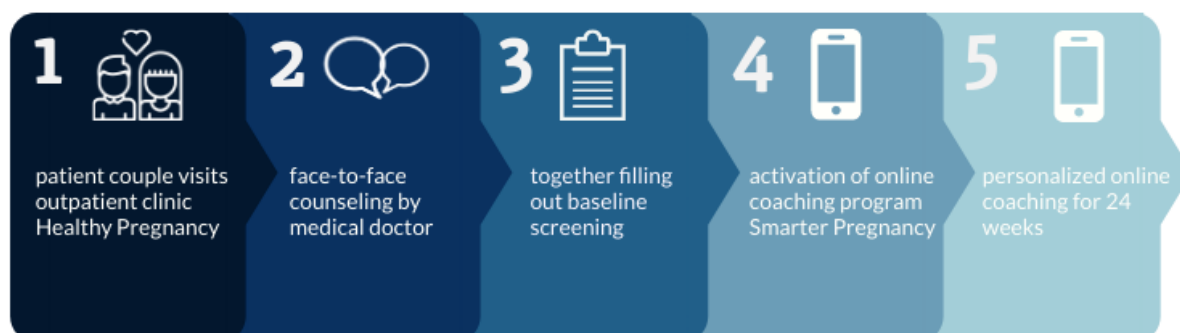 1
patient couple visits
outpatient clinic
Healthy Pregnancy
2
face-to-face
counseling by
medical doctor
3
together filling
out baseline
screening
4
activation of online
coaching program
Smarter Pregnancy
5
personalized online
coaching for 24
weeks